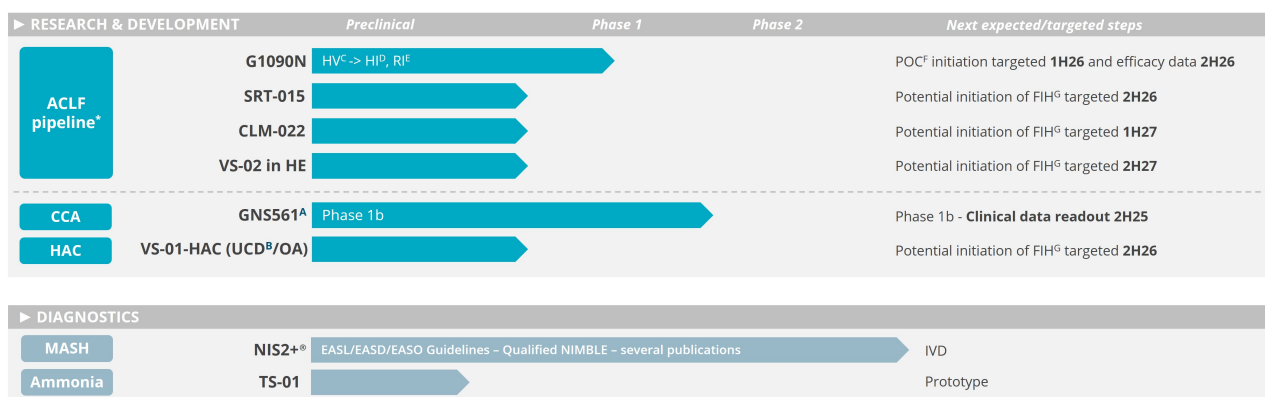 ► RESEARCH & DEVELOPMENT Preclinical Phase 1 Phase 2 Next expected/targeted steps
ACLF
pipeline*
G1090N HVᶜ -> HIᴰ, RIᴱ POCᶠ initiation targeted 1H26 and efficacy data 2H26
SRT-015 Potential initiation of FIHᴳ targeted 2H26
CLM-022 Potential initiation of FIHᴳ targeted 1H27
VS-02 in HE Potential initiation of FIHᴳ targeted 2H27
CCA GNS561ᴬ Phase 1b Phase 1b - Clinical data readout 2H25
HAC VS-01-HAC (UCDᴮ/OA) Potential initiation of FIHᴳ targeted 2H26
► DIAGNOSTICS
MASH NIS2+® EASL/EASD/EASO Guidelines – Qualified NIMBLE – several publications IVD
Ammonia TS-01 Prototype